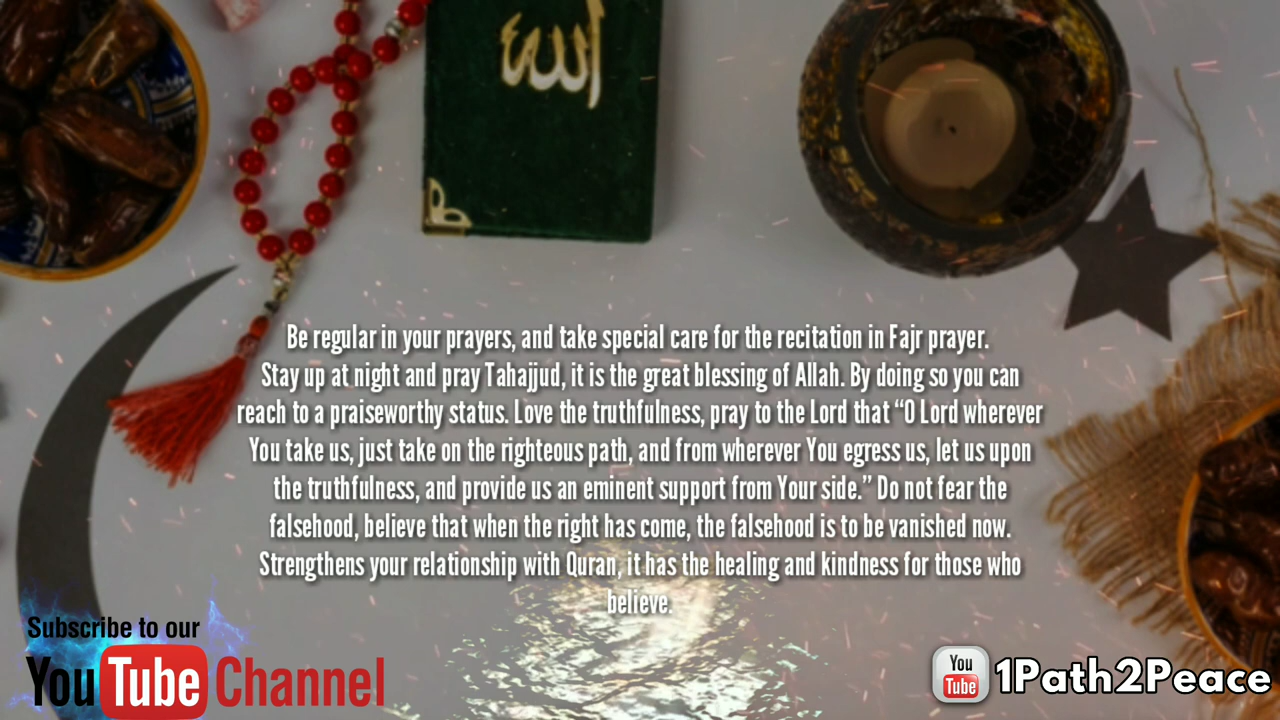 الله
Be regular in your prayers, and take special care for the recitation in Fajr prayer.
Stay up at night and pray Tahajjud, it is the great blessing of Allah. By doing so you can
reach to a praiseworthy status. Love the truthfulness, pray to the Lord that “O Lord wherever
You take us, just take on the righteous path, and from wherever You egress us, let us upon
the truthfulness, and provide us an eminent support from Your side.” Do not fear the
falsehood, believe that when the right has come, the falsehood is to be vanished now.
Strengthens your relationship with Quran, it has the healing and kindness for those who
believe.
Subscribe to our
YouTube Channel
You
Tube
1Path2Peace